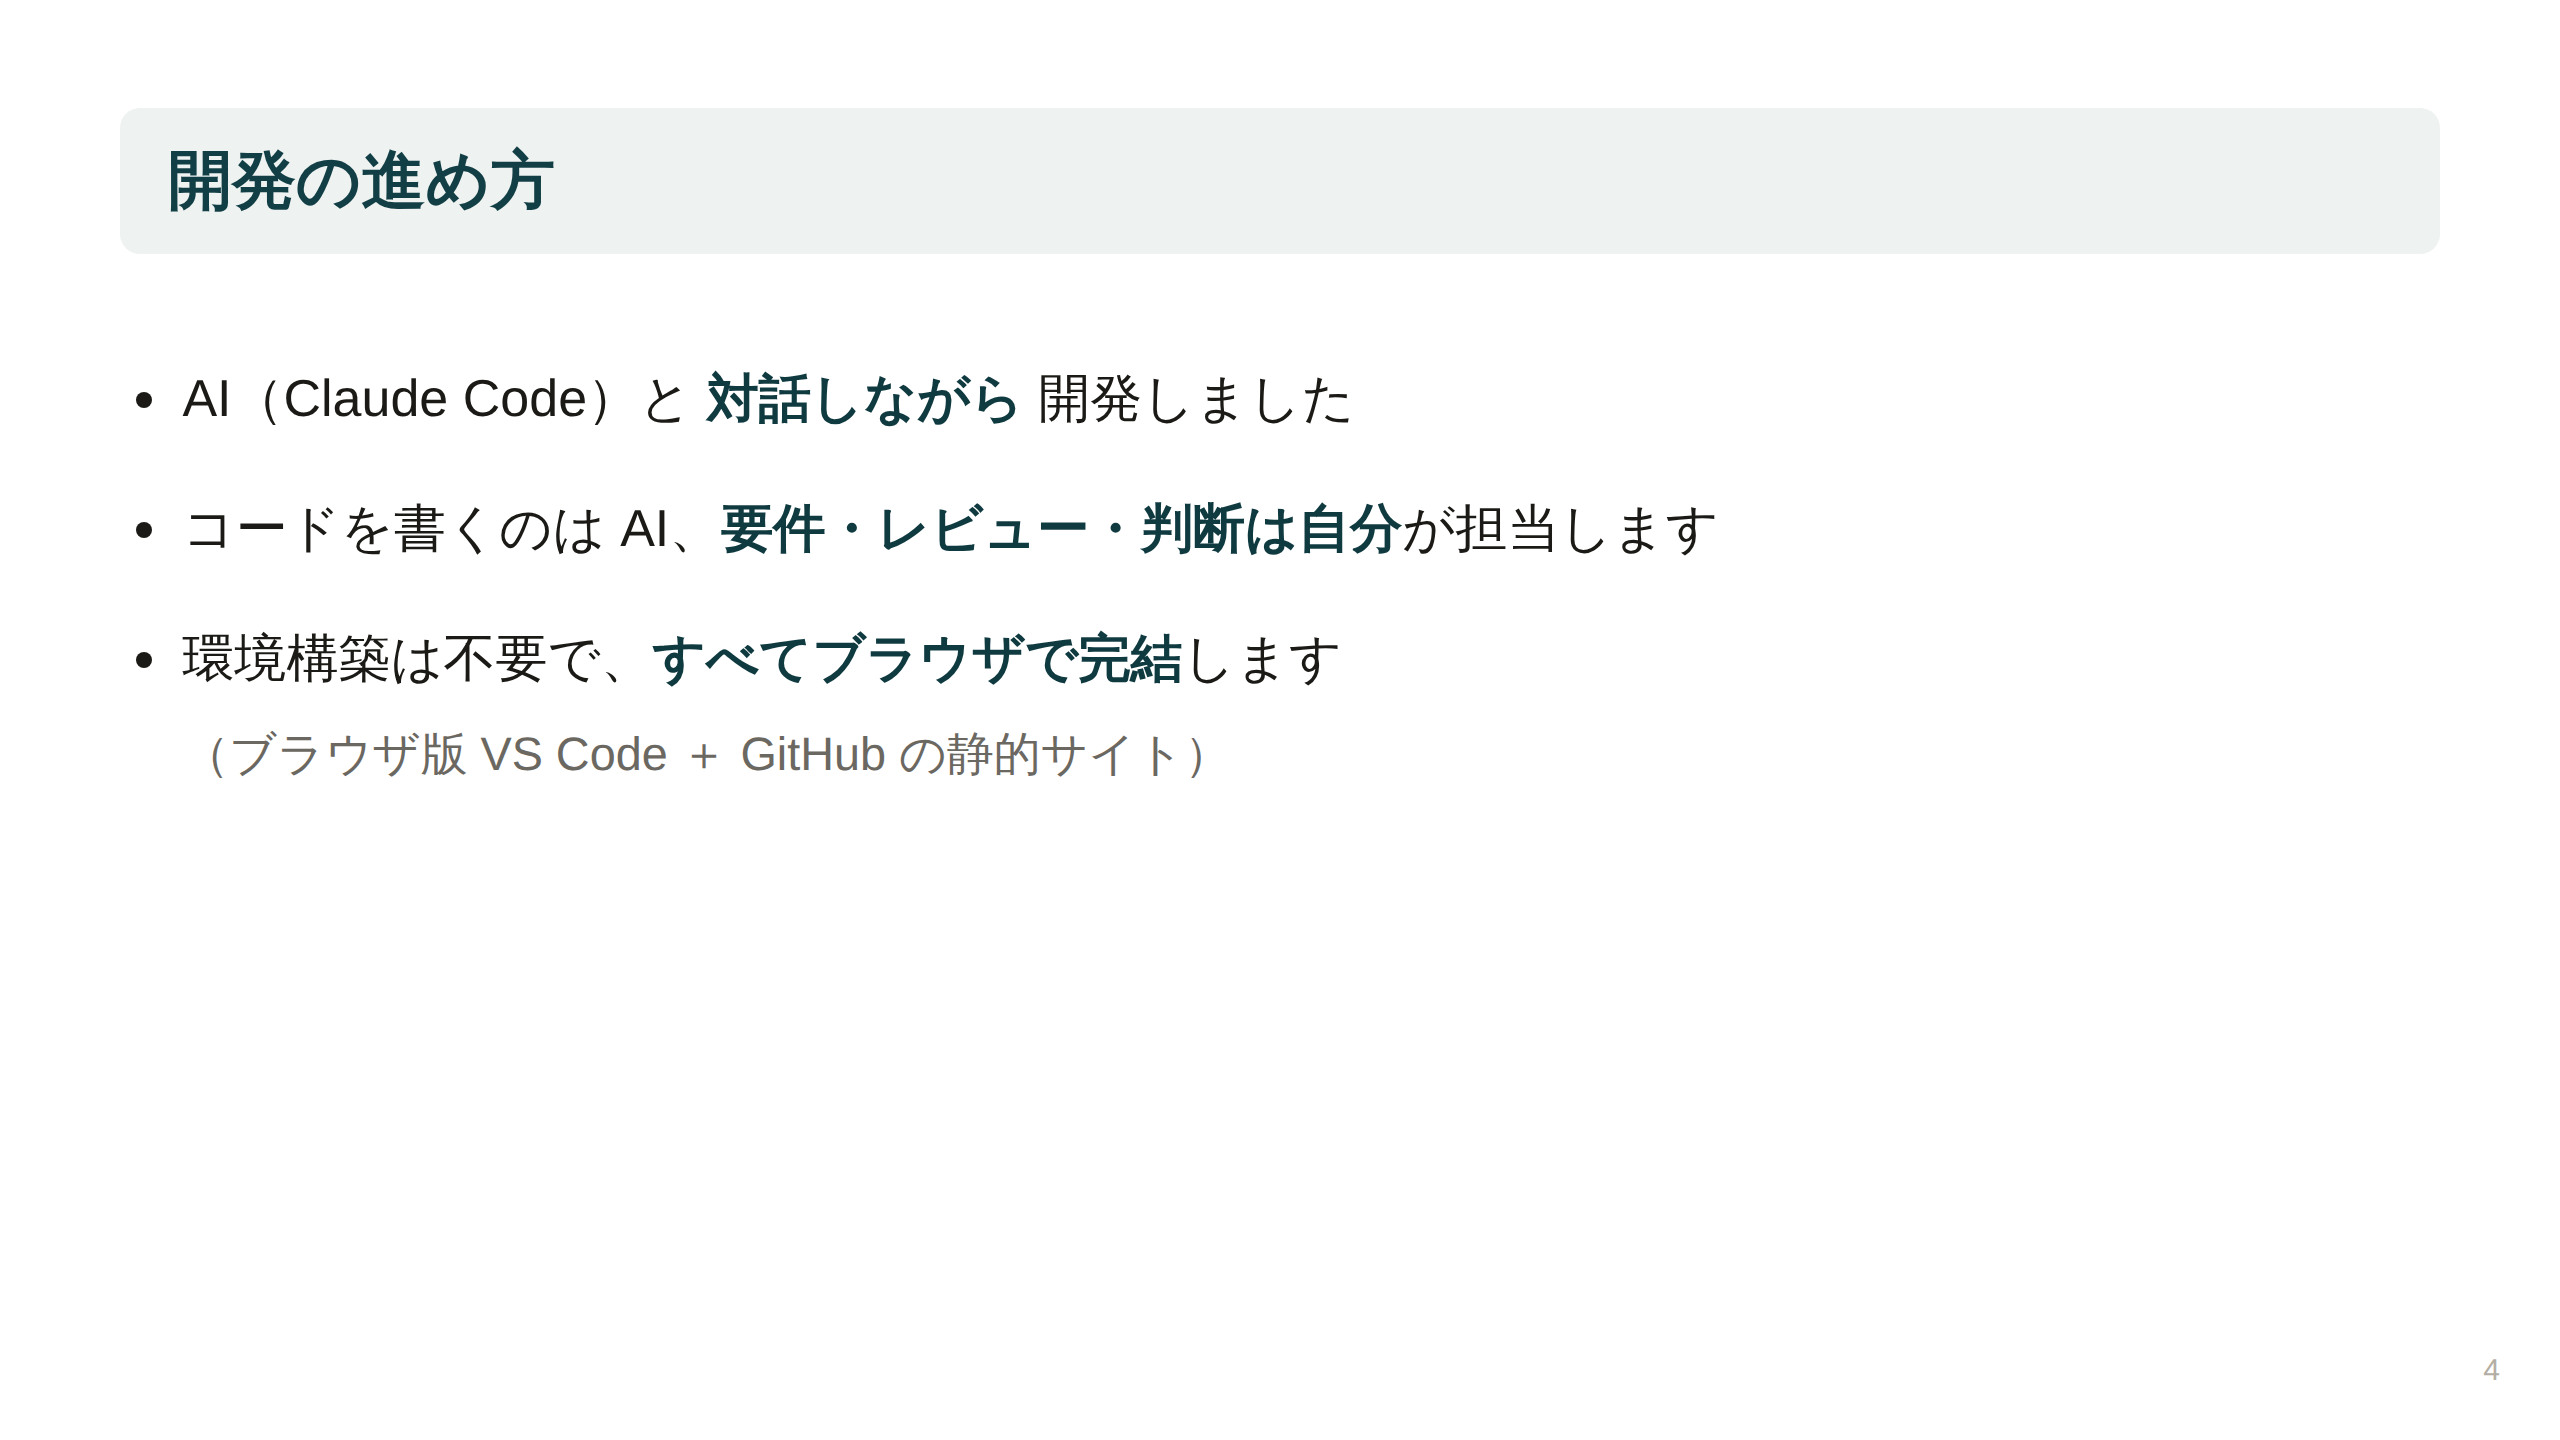 開発の進め方
• AI（Claude Code）と 対話しながら 開発しました
• コードを書くのは AI、要件・レビュー・判断は自分が担当します
• 環境構築は不要で、すべてブラウザで完結します
（ブラウザ版 VS Code ＋ GitHub の静的サイト）
4